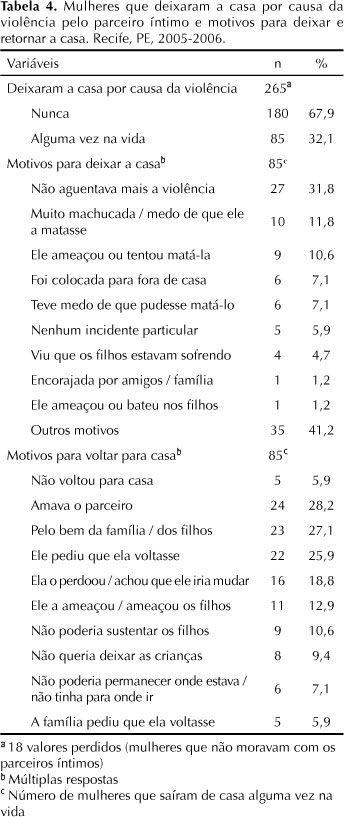 Tabela 4. Mulheres que deixaram a casa por causa da
violência pelo parceiro íntimo e motivos para deixar e
retornar a casa. Recife, PE, 2005-2006.
Variáveis n %
Deixaram a casa por causa da violência 265a
Nunca 180 67,9
Alguma vez na vida 85 32,1
Motivos para deixar a casab 85c
Não aguentava mais a violência 27 31,8
Muito machucada / medo de que ele
a matasse 10 11,8
Ele ameaçou ou tentou matá-la 9 10,6
Foi colocada para fora de casa 6 7,1
Teve medo de que pudesse matá-lo 6 7,1
Nenhum incidente particular 5 5,9
Viu que os filhos estavam sofrendo 4 4,7
Encorajada por amigos / família 1 1,2
Ele ameaçou ou bateu nos filhos 1 1,2
Outros motivos 35 41,2
Motivos para voltar para casab 85c
Não voltou para casa 5 5,9
Amava o parceiro 24 28,2
Pelo bem da família / dos filhos 23 27,1
Ele pediu que ela voltasse 22 25,9
Ela o perdoou / achou que ele iria mudar 16 18,8
Ele a ameaçou / ameaçou os filhos 11 12,9
Não poderia sustentar os filhos 9 10,6
Não queria deixar as crianças 8 9,4
Não poderia permanecer onde estava /
não tinha para onde ir 6 7,1
A família pediu que ela voltasse 5 5,9
a 18 valores perdidos (mulheres que não moravam com os
parceiros íntimos)
b Múltiplas respostas
c Número de mulheres que saíram de casa alguma vez na
vida